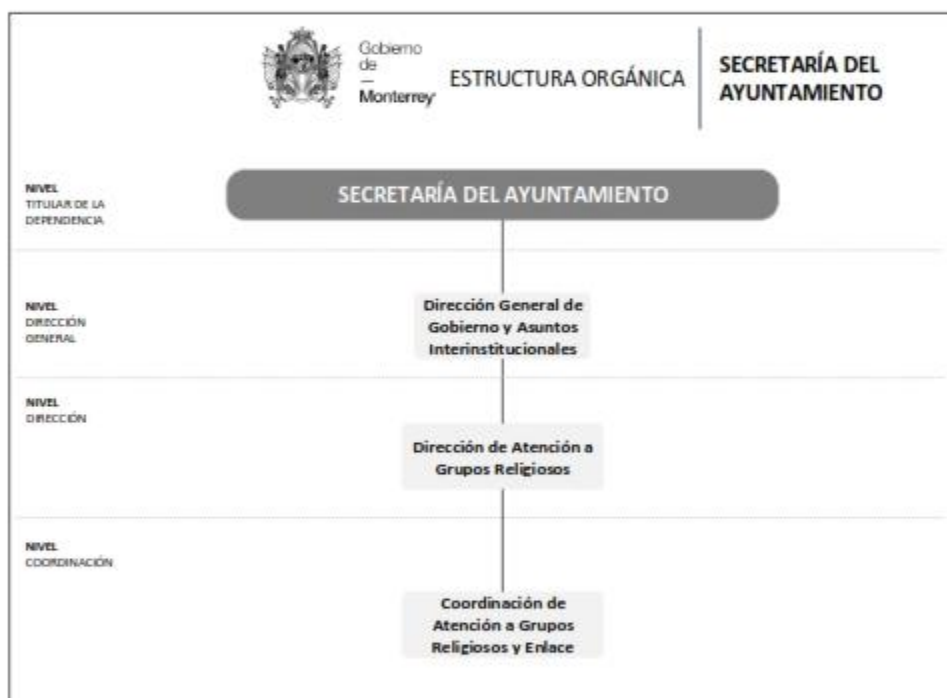 Gobierno
de
—
Monterrey
ESTRUCTURA ORGÁNICA
SECRETARÍA DEL
AYUNTAMIENTO
NIVEL
TITULAR DE LA
DEPENDENCIA
SECRETARÍA DEL AYUNTAMIENTO
NIVEL
DIRECCIÓN
GENERAL
Dirección General de
Gobierno y Asuntos
Interinstitucionales
NIVEL
DIRECCIÓN
Dirección de Atención a
Grupos Religiosos
NIVEL
COORDINACIÓN
Coordinación de
Atención a Grupos
Religiosos y Enlace